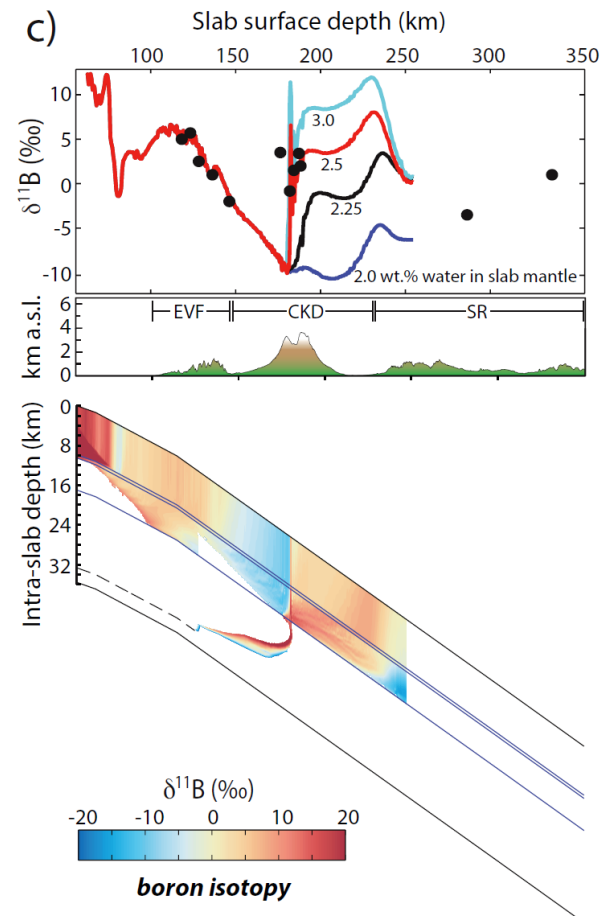 c)
Slab surface depth (km)
100 150 200 250 300 350
δ¹¹B (‰)
10
5
0
-5
-10
3.0
2.5
2.25
2.0 wt.% water in slab mantle
km a.s.l.
6
4
2
0
EVF CKD SR
Intra-slab depth (km)
0
8
16
24
32
δ¹¹B (‰)
-20 -10 0 10 20
boron isotopy